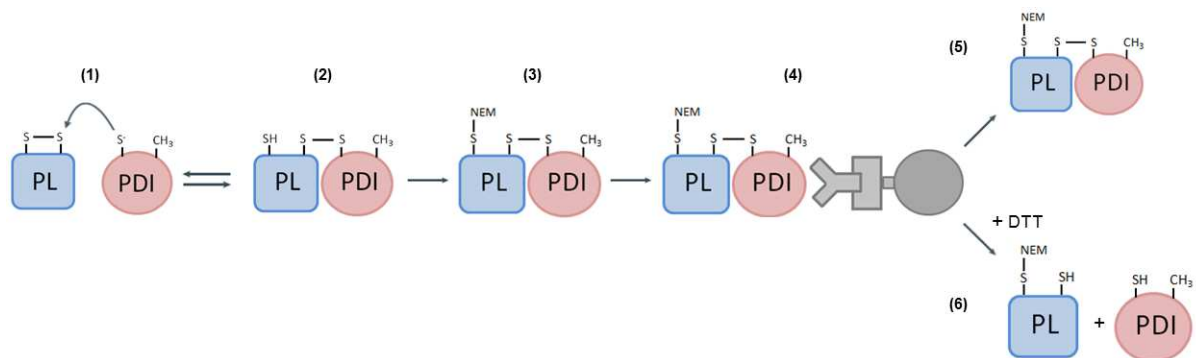 (1)
S — S
S-
CH₃
PL
PDI
(2)
SH
S — S
CH₃
PL
PDI
(3)
NEM
S
S — S
CH₃
PL
PDI
(4)
NEM
S
S — S
CH₃
PL
PDI
(5)
NEM
S
S — S
CH₃
PL
PDI
+ DTT
(6)
NEM
S
SH
PL
+
SH
CH₃
PDI